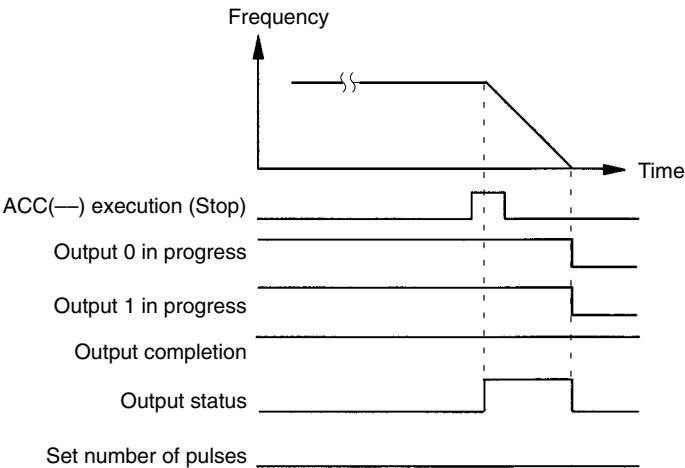 Frequency
Time
ACC(––) execution (Stop)
Output 0 in progress
Output 1 in progress
Output completion
Output status
Set number of pulses